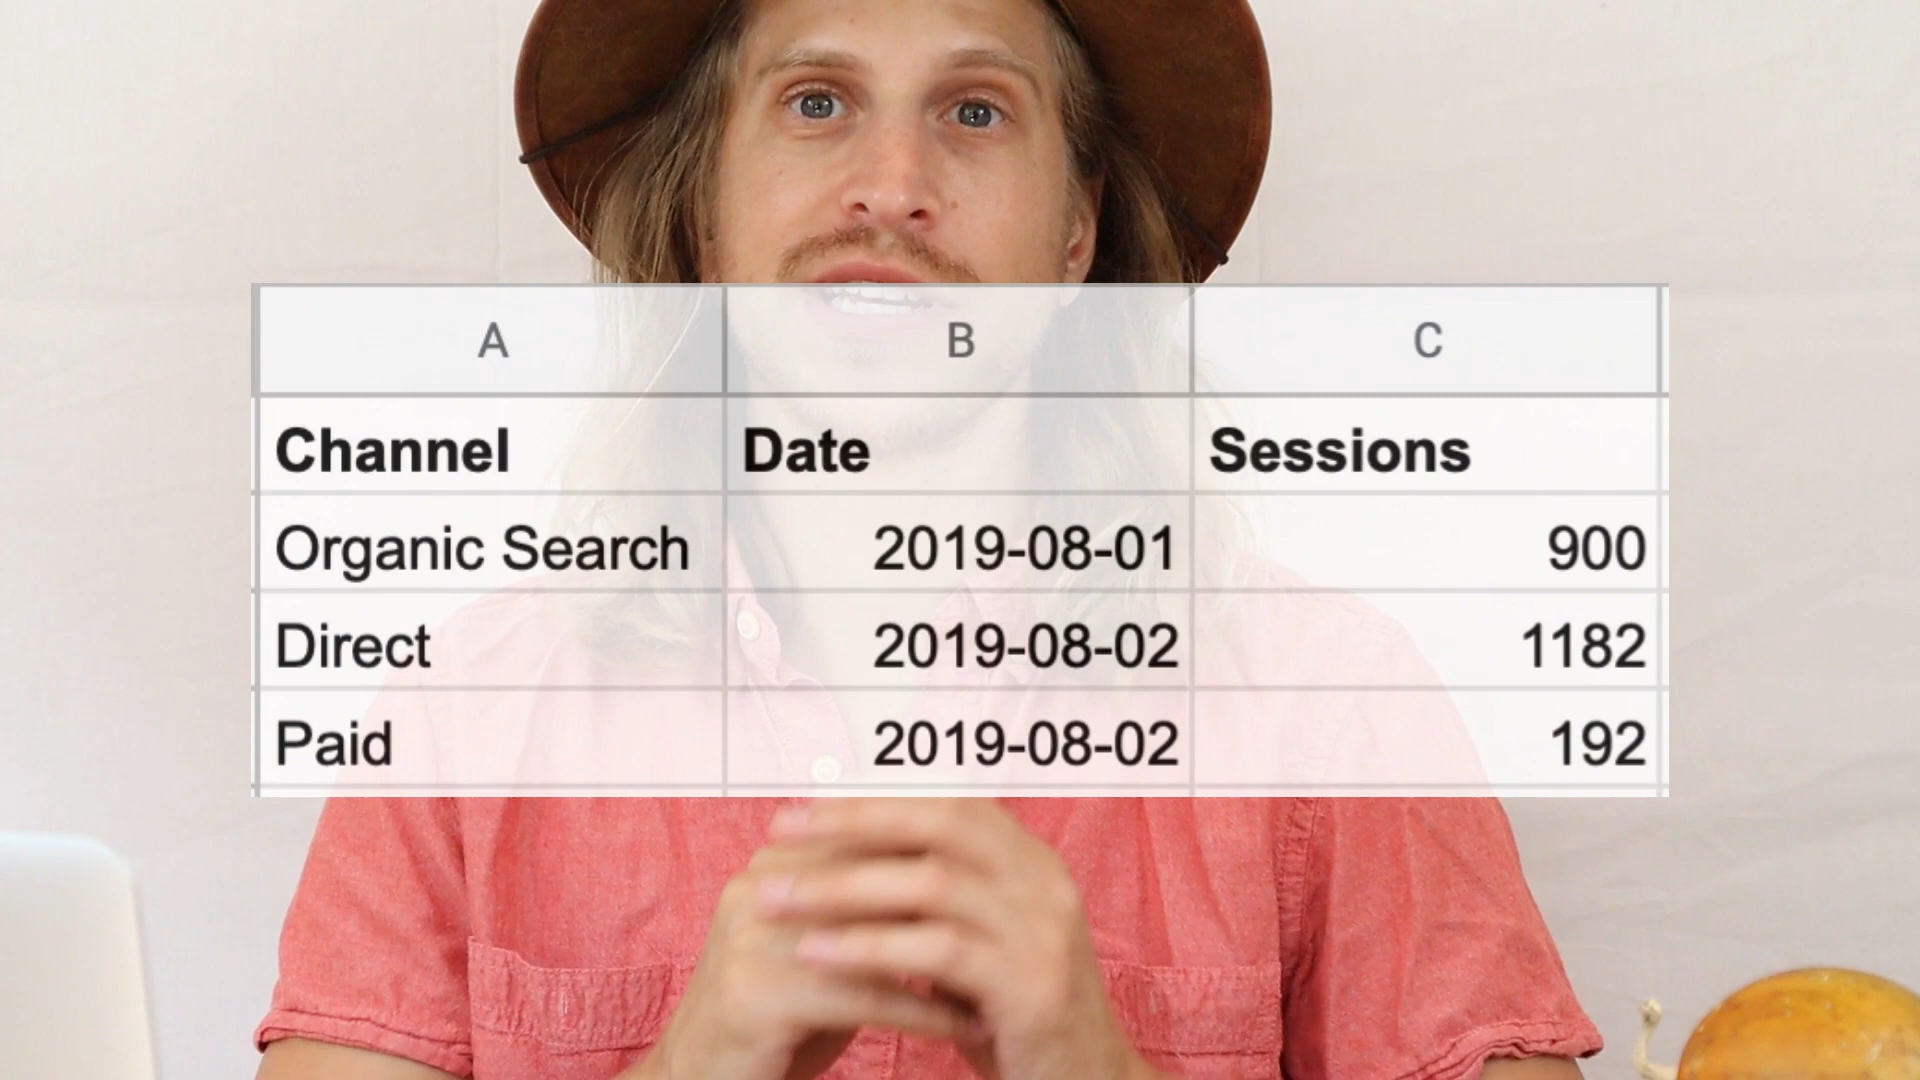 A B C
Channel Date Sessions
Organic Search 2019-08-01 900
Direct 2019-08-02 1182
Paid 2019-08-02 192